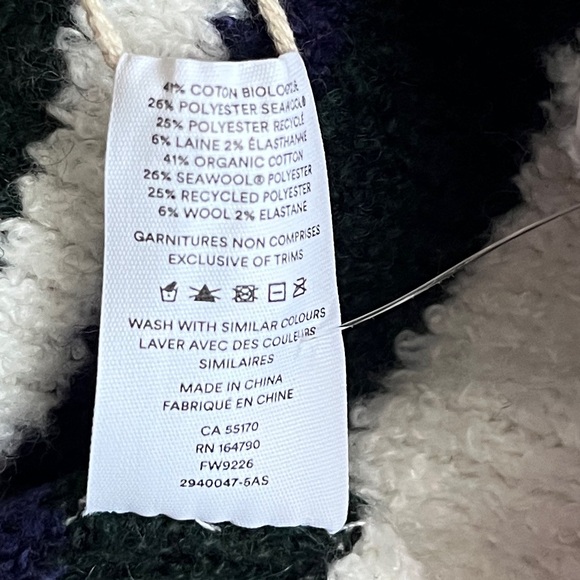 41% COTON BIOLOGIQUE
26% POLYESTER SEAWOOL®
25% POLYESTER RECYCLÉ
6% LAINE 2% ÉLASTHANNE
41% ORGANIC COTTON
26% SEAWOOL® POLYESTER
25% RECYCLED POLYESTER
6% WOOL 2% ELASTANE
GARNITURES NON COMPRISES
EXCLUSIVE OF TRIMS
WASH WITH SIMILAR COLOURS
LAVER AVEC DES COULEURS
SIMILAIRES
MADE IN CHINA
FABRIQUÉ EN CHINE
CA 55170
RN 164790
FW9226
2940047-5AS